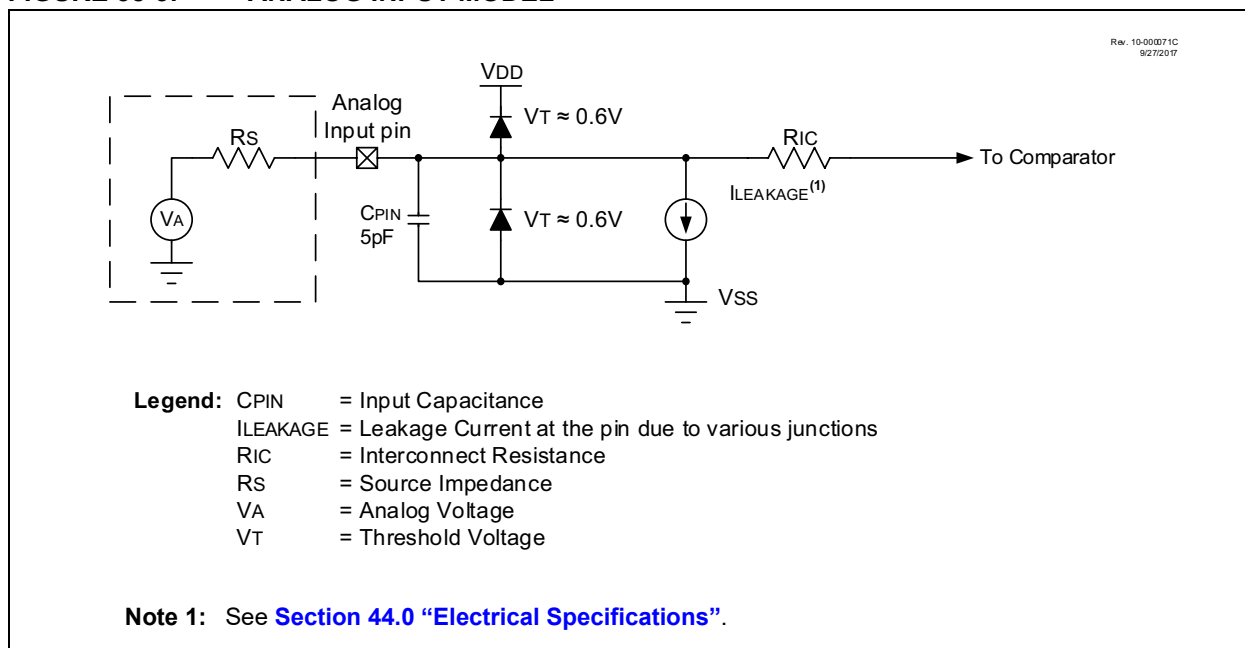 Rev. 10-000071C
9/27/2017
VDD
Analog
Input pin
VT ≈ 0.6V
RS
RIC
To Comparator
ILEAKAGE(1)
VA
CPIN
5pF
VT ≈ 0.6V
VSS
Legend: CPIN = Input Capacitance
ILEAKAGE = Leakage Current at the pin due to various junctions
RIC = Interconnect Resistance
RS = Source Impedance
VA = Analog Voltage
VT = Threshold Voltage
Note 1: See Section 44.0 “Electrical Specifications”.